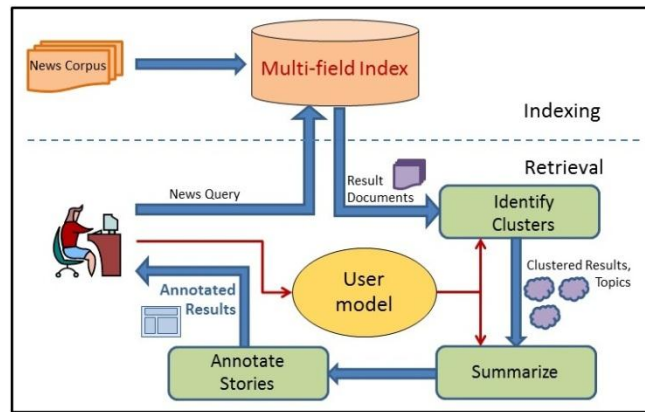 News Corpus
Multi-field Index
Indexing
Retrieval
News Query
Result
Documents
Identify
Clusters
User
model
Clustered Results,
Topics
Annotated
Results
Annotate
Stories
Summarize